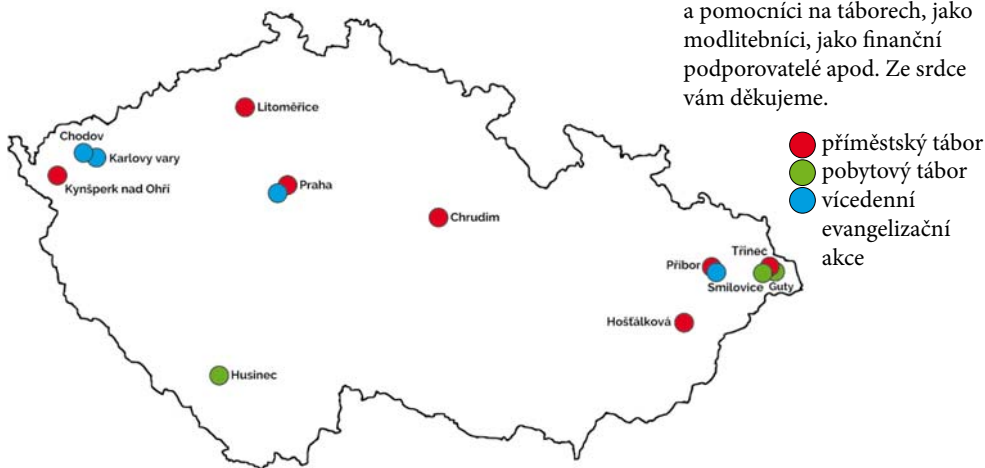 a pomocníci na táborech, jako
modlitebníci, jako finanční
podporovatelé apod. Ze srdce
vám děkujeme.
příměstský tábor
pobytový tábor
vícedenní
evangelizační
akce
Litoměřice
Chodov
Karlovy vary
Kynšperk nad Ohří
Praha
Chrudim
Příbor
Třinec
Smilovice
Guty
Hošťálková
Husinec